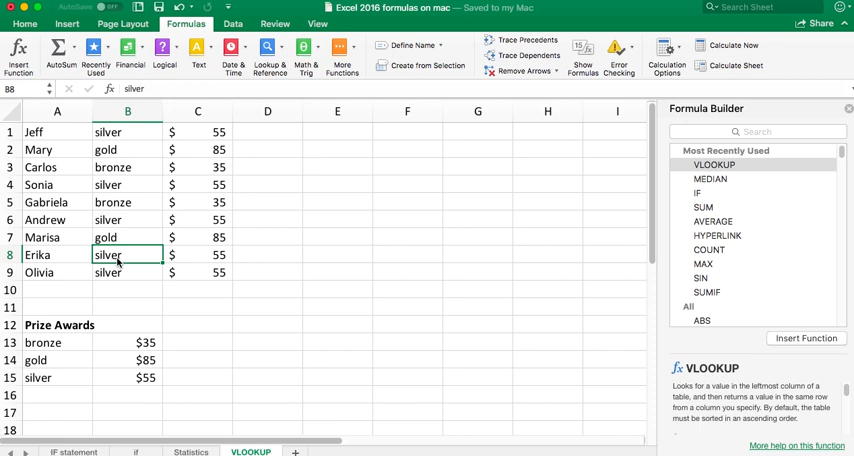 AutoSave OFF Excel 2016 formulas on mac — Saved to my Mac Search Sheet
Home Insert Page Layout Formulas Data Review View Share
Insert Function AutoSum Recently Used Financial Logical Text Date & Time Lookup & Reference Math & Trig More Functions
Define Name
Create from Selection
Trace Precedents
Trace Dependents
Remove Arrows
Show Formulas Error Checking Calculation Options
Calculate Now
Calculate Sheet
B8 fx silver
A B C D E F G H I
1 Jeff silver $ 55
2 Mary gold $ 85
3 Carlos bronze $ 35
4 Sonia silver $ 55
5 Gabriela bronze $ 35
6 Andrew silver $ 55
7 Marisa gold $ 85
8 Erika silver $ 55
9 Olivia silver $ 55
10
11
12 Prize Awards
13 bronze $35
14 gold $85
15 silver $55
16
17
18
IF statement if Statistics VLOOKUP +
Formula Builder
Search
Most Recently Used
VLOOKUP
MEDIAN
IF
SUM
AVERAGE
HYPERLINK
COUNT
MAX
SIN
SUMIF
All
ABS
Insert Function
fx VLOOKUP
Looks for a value in the leftmost column of a
table, and then returns a value in the same row
from a column you specify. By default, the table
must be sorted in an ascending order.
More help on this function